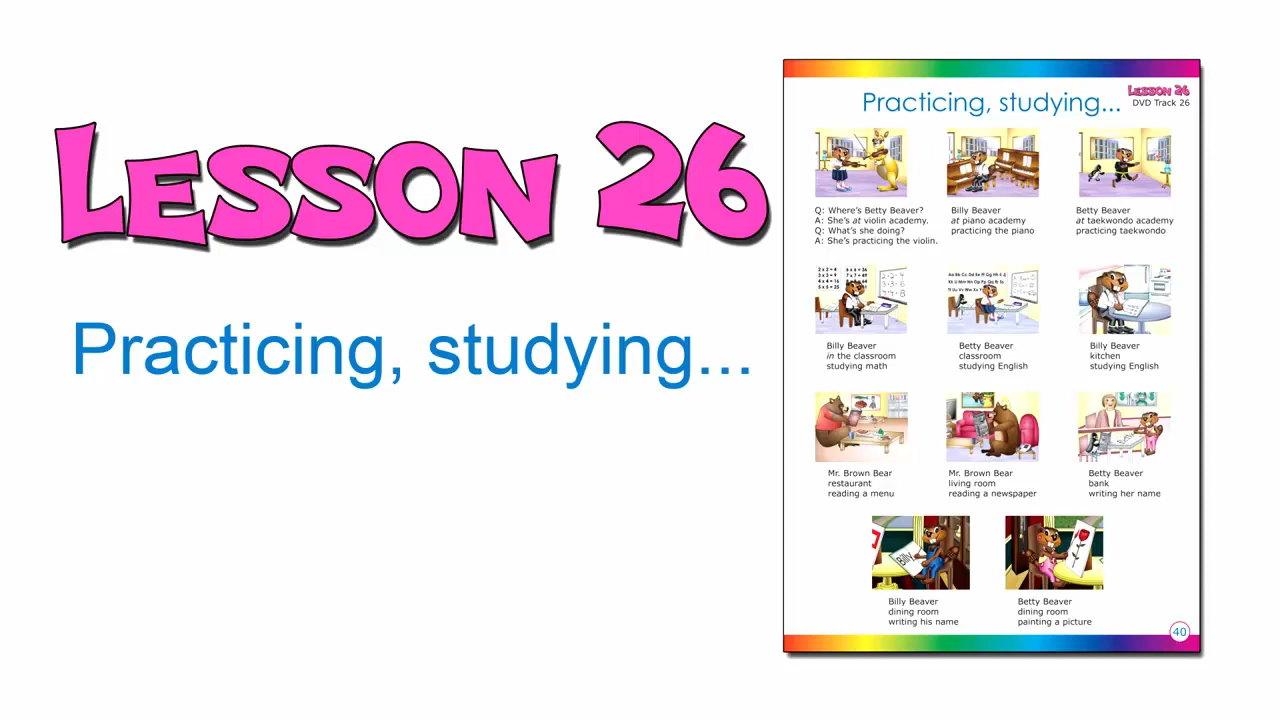 LESSON 26
Practicing, studying...
LESSON 26
DVD Track 26
Practicing, studying...
Q: Where's Betty Beaver?
A: She's at violin academy.
Q: What's she doing?
A: She's practicing the violin.
Billy Beaver
at piano academy
practicing the piano
Betty Beaver
at taekwondo academy
practicing taekwondo
Billy Beaver
in the classroom
studying math
Betty Beaver
classroom
studying English
Billy Beaver
kitchen
studying English
Mr. Brown Bear
restaurant
reading a menu
Mr. Brown Bear
living room
reading a newspaper
Betty Beaver
bank
writing her name
Billy
Billy Beaver
dining room
writing his name
Betty Beaver
dining room
painting a picture
40